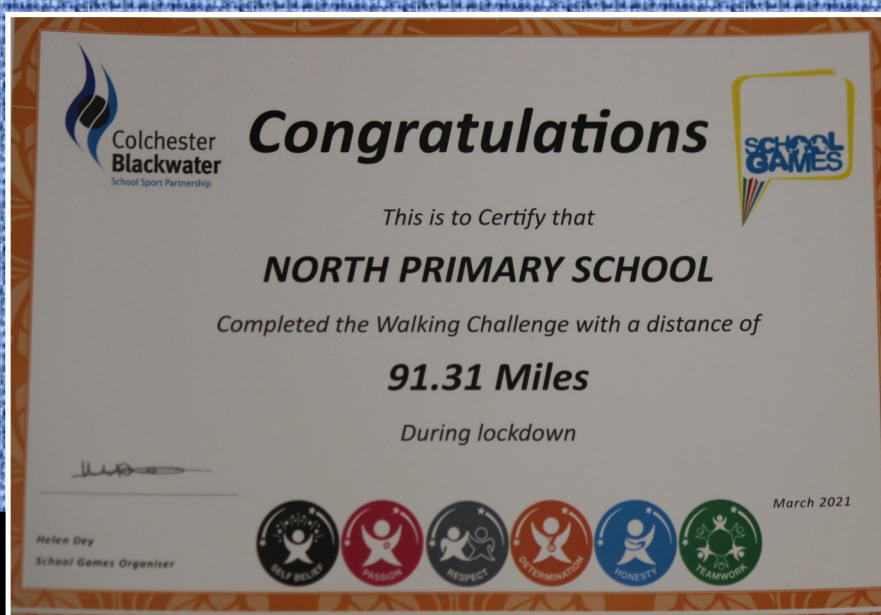 Colchester
Blackwater
School Sport Partnership
Congratulations
SCHOOL
GAMES
This is to Certify that
NORTH PRIMARY SCHOOL
Completed the Walking Challenge with a distance of
91.31 Miles
During lockdown
March 2021
Helen Dey
School Games Organiser
SELF BELIEF
PASSION
RESPECT
DETERMINATION
HONESTY
TEAMWORK